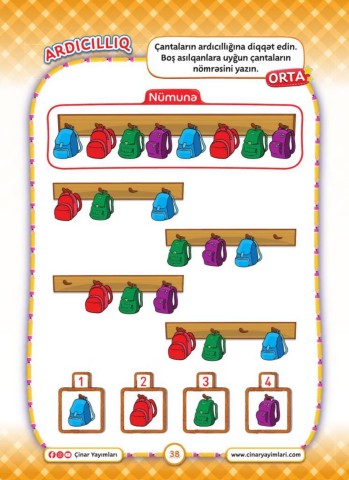 ARDICILLIQ
Çantaların ardıcıllığına diqqət edin.
Boş asılqanlara uyğun çantaların
nömrəsini yazın.
ORTA
Nümunə
1 2 3 4
Çinar Yayımları
38
www.cinaryayimlari.com